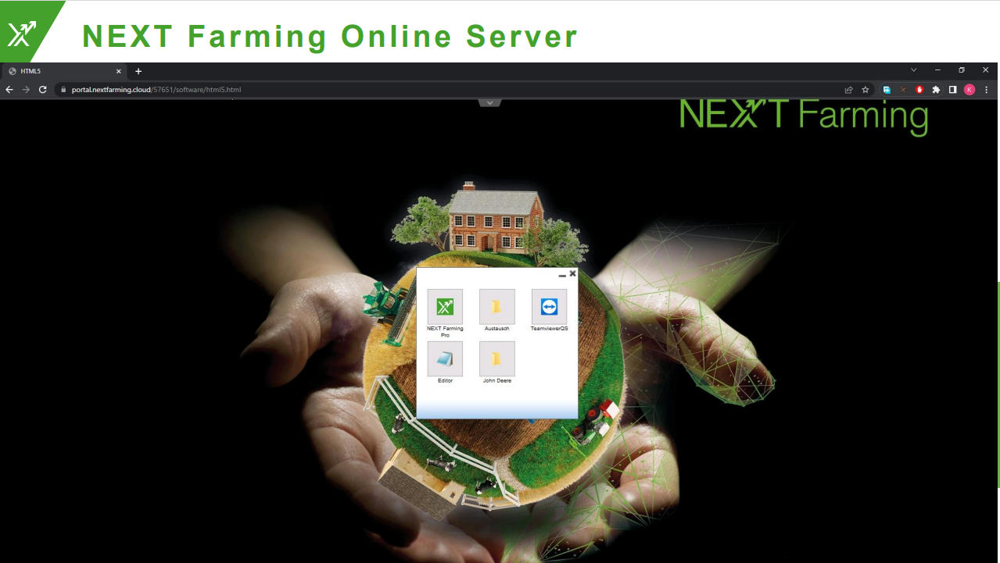 NEXT Farming Online Server
HTML5
portal.nextfarming.cloud/57651/software/html5.html
K
NEXT Farming
NEXT Farming
Pro
Austausch
TeamviewerQS
Editor
John Deere